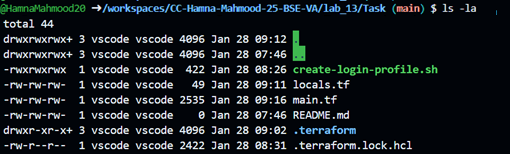 @HamnaMahmood20 ➜/workspaces/CC-Hamna-Mahmood-25-BSE-VA/lab_13/Task (main) $ ls -la
total 44
drwxrwxrwx+ 3 vscode vscode 4096 Jan 28 09:12 .
drwxrwxrwx+ 3 vscode vscode 4096 Jan 28 07:46 ..
-rwxrwxrwx 1 vscode vscode 422 Jan 28 08:26 create-login-profile.sh
-rw-rw-rw- 1 vscode vscode 49 Jan 28 09:11 locals.tf
-rw-rw-rw- 1 vscode vscode 2535 Jan 28 09:16 main.tf
-rw-rw-rw- 1 vscode vscode 0 Jan 28 07:46 README.md
drwxr-xr-x+ 3 vscode vscode 4096 Jan 28 09:02 .terraform
-rw-r--r-- 1 vscode vscode 2422 Jan 28 08:31 .terraform.lock.hcl